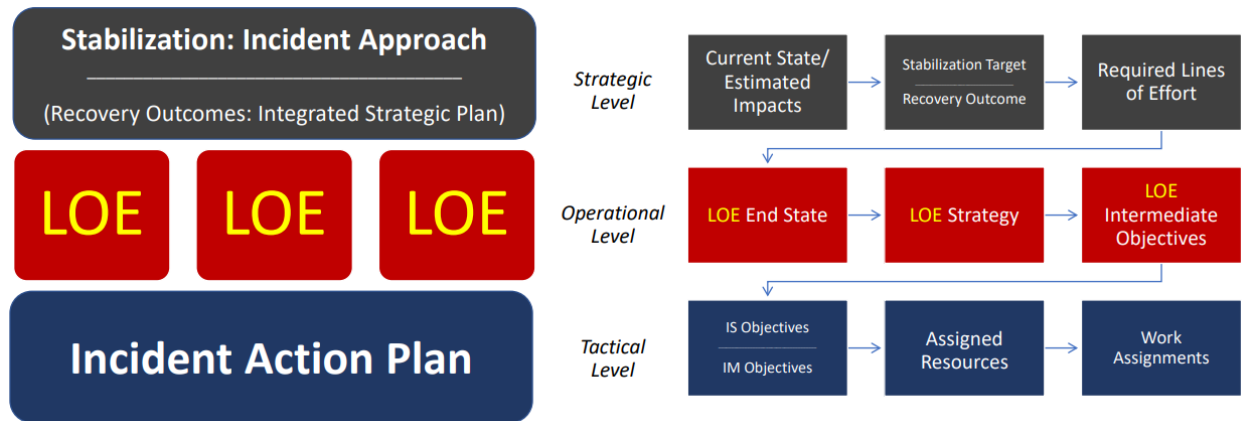 Stabilization: Incident Approach
(Recovery Outcomes: Integrated Strategic Plan)
LOE LOE LOE
Incident Action Plan
Strategic
Level
Current State/
Estimated
Impacts
Stabilization Target
Recovery Outcome
Required Lines
of Effort
Operational
Level
LOE End State
LOE Strategy
LOE
Intermediate
Objectives
Tactical
Level
IS Objectives
IM Objectives
Assigned
Resources
Work
Assignments